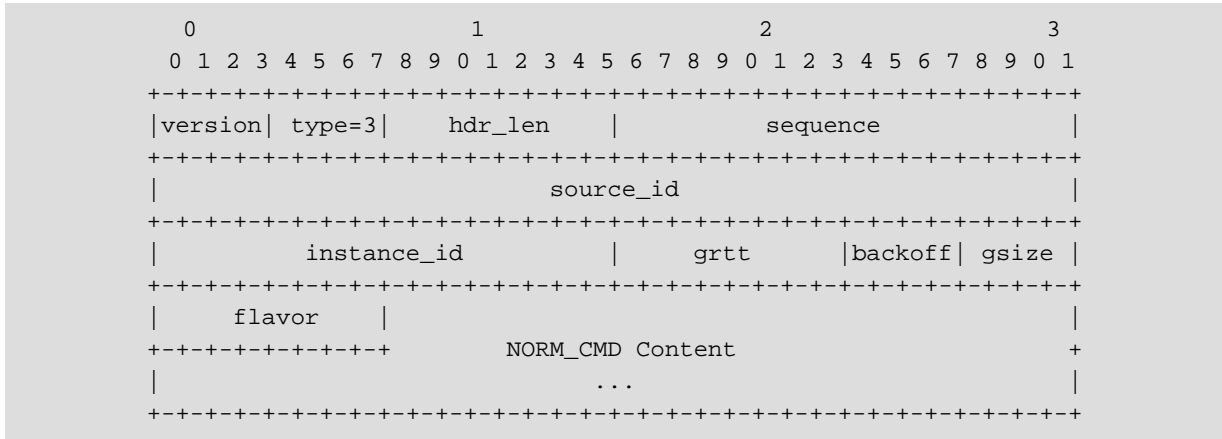 0                   1                   2                   3
 0 1 2 3 4 5 6 7 8 9 0 1 2 3 4 5 6 7 8 9 0 1 2 3 4 5 6 7 8 9 0 1
+-+-+-+-+-+-+-+-+-+-+-+-+-+-+-+-+-+-+-+-+-+-+-+-+-+-+-+-+-+-+-+-+
|version| type=3|    hdr_len    |          sequence             |
+-+-+-+-+-+-+-+-+-+-+-+-+-+-+-+-+-+-+-+-+-+-+-+-+-+-+-+-+-+-+-+-+
|                           source_id                           |
+-+-+-+-+-+-+-+-+-+-+-+-+-+-+-+-+-+-+-+-+-+-+-+-+-+-+-+-+-+-+-+-+
|          instance_id          |     grtt      |backoff| gsize |
+-+-+-+-+-+-+-+-+-+-+-+-+-+-+-+-+-+-+-+-+-+-+-+-+-+-+-+-+-+-+-+-+
|     flavor    |                                               |
+-+-+-+-+-+-+-+-+        NORM_CMD Content                       +
|                              ...                              |
+-+-+-+-+-+-+-+-+-+-+-+-+-+-+-+-+-+-+-+-+-+-+-+-+-+-+-+-+-+-+-+-+